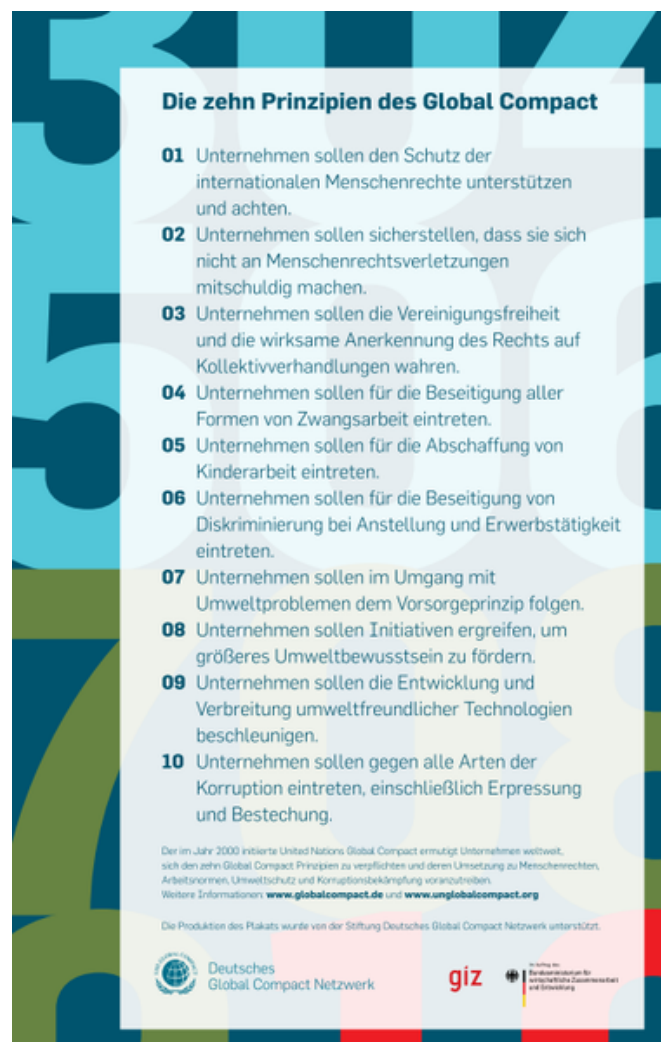 Die zehn Prinzipien des Global Compact
01 Unternehmen sollen den Schutz der
internationalen Menschenrechte unterstützen
und achten.
02 Unternehmen sollen sicherstellen, dass sie sich
nicht an Menschenrechtsverletzungen
mitschuldig machen.
03 Unternehmen sollen die Vereinigungsfreiheit
und die wirksame Anerkennung des Rechts auf
Kollektivverhandlungen wahren.
04 Unternehmen sollen für die Beseitigung aller
Formen von Zwangsarbeit eintreten.
05 Unternehmen sollen für die Abschaffung von
Kinderarbeit eintreten.
06 Unternehmen sollen für die Beseitigung von
Diskriminierung bei Anstellung und Erwerbstätigkeit
eintreten.
07 Unternehmen sollen im Umgang mit
Umweltproblemen dem Vorsorgeprinzip folgen.
08 Unternehmen sollen Initiativen ergreifen, um
größeres Umweltbewusstsein zu fördern.
09 Unternehmen sollen die Entwicklung und
Verbreitung umweltfreundlicher Technologien
beschleunigen.
10 Unternehmen sollen gegen alle Arten der
Korruption eintreten, einschließlich Erpressung
und Bestechung.
Der im Jahr 2000 initiierte United Nations Global Compact ermutigt Unternehmen weltweit,
sich den zehn Global Compact Prinzipien zu verpflichten und deren Umsetzung zu Menschenrechten,
Arbeitsnormen, Umweltschutz und Korruptionsbekämpfung voranzutreiben.
Weitere Informationen: www.globalcompact.de und www.unglobalcompact.org
Die Produktion des Plakats wurde von der Stiftung Deutsches Global Compact Netzwerk unterstützt.
Deutsches
Global Compact Netzwerk
giz
Im Auftrag des
Bundesministerium für
wirtschaftliche Zusammenarbeit
und Entwicklung